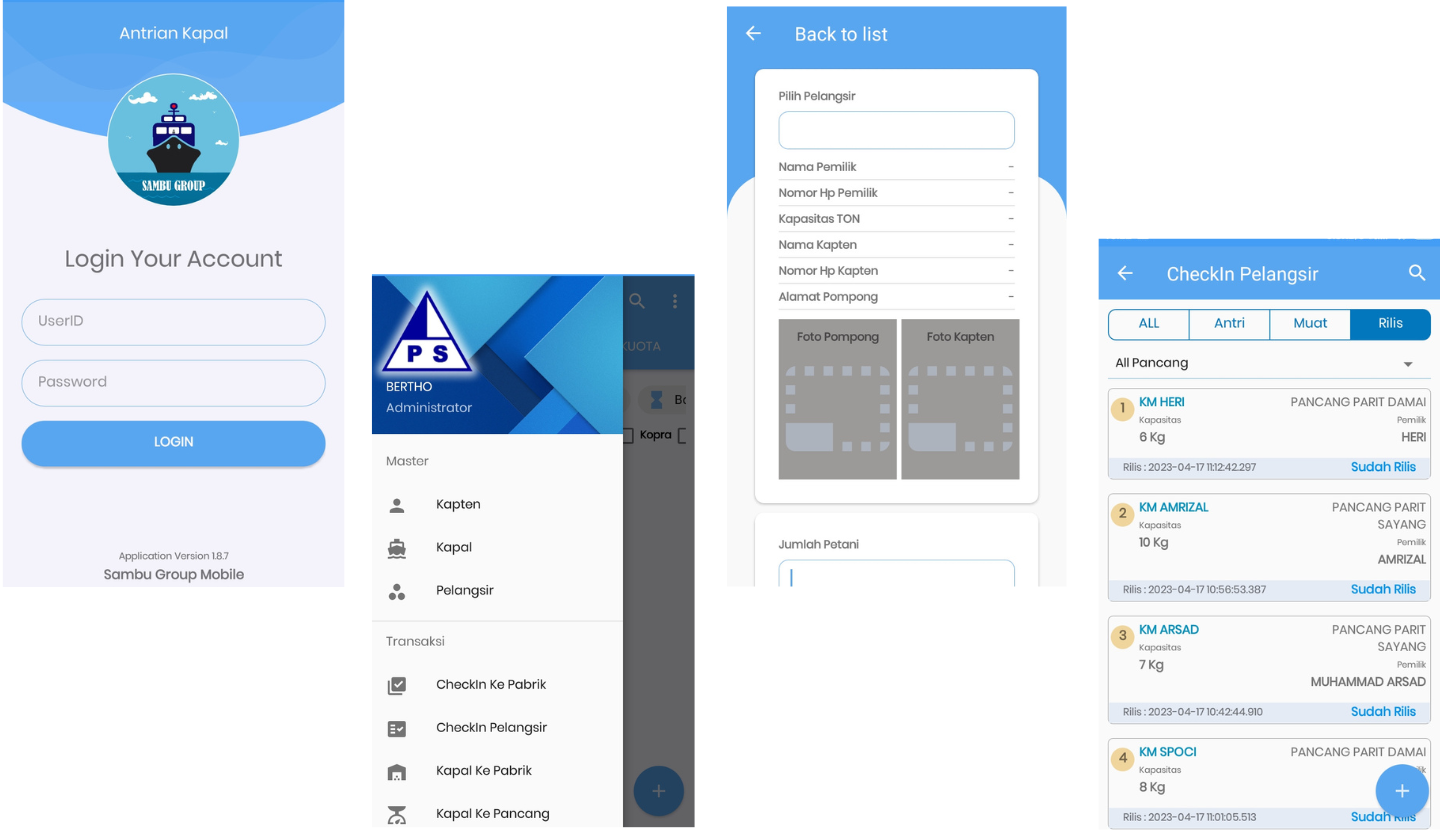 Antrian Kapal
SAMBU GROUP
Login Your Account
UserID
Password
LOGIN
Application Version 1.8.7
Sambu Group Mobile
P S
BERTHO
Administrator
KUOTA
Kopra
Master
Kapten
Kapal
Pelangsir
Transaksi
CheckIn Ke Pabrik
CheckIn Pelangsir
Kapal Ke Pabrik
Kapal Ke Pancang
Back to list
Pilih Pelangsir
Nama Pemilik -
Nomor Hp Pemilik -
Kapasitas TON -
Nama Kapten -
Nomor Hp Kapten -
Alamat Pompong -
Foto Pompong Foto Kapten
Jumlah Petani
CheckIn Pelangsir
ALL Antri Muat Rilis
All Pancang
1 KM HERI PANCANG PARIT DAMAI
Kapasitas Pemilik
6 Kg HERI
Rilis : 2023-04-17 11:12:42.297 Sudah Rilis
2 KM AMRIZAL PANCANG PARIT
Kapasitas SAYANG
10 Kg Pemilik
AMRIZAL
Rilis : 2023-04-17 10:56:53.387 Sudah Rilis
3 KM ARSAD PANCANG PARIT
Kapasitas SAYANG
7 Kg Pemilik
MUHAMMAD ARSAD
Rilis : 2023-04-17 10:42:44.910 Sudah Rilis
4 KM SPOCI PANCANG PARIT DAMAI
Kapasitas
8 Kg
Rilis : 2023-04-17 11:01:05.513 Sudah Rilis